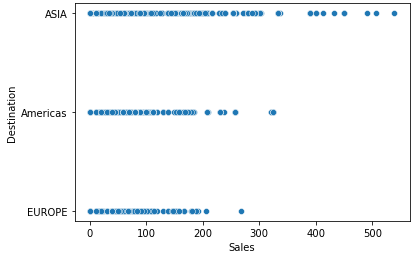 ASIA
Americas
EUROPE
Destination
0 100 200 300 400 500
Sales